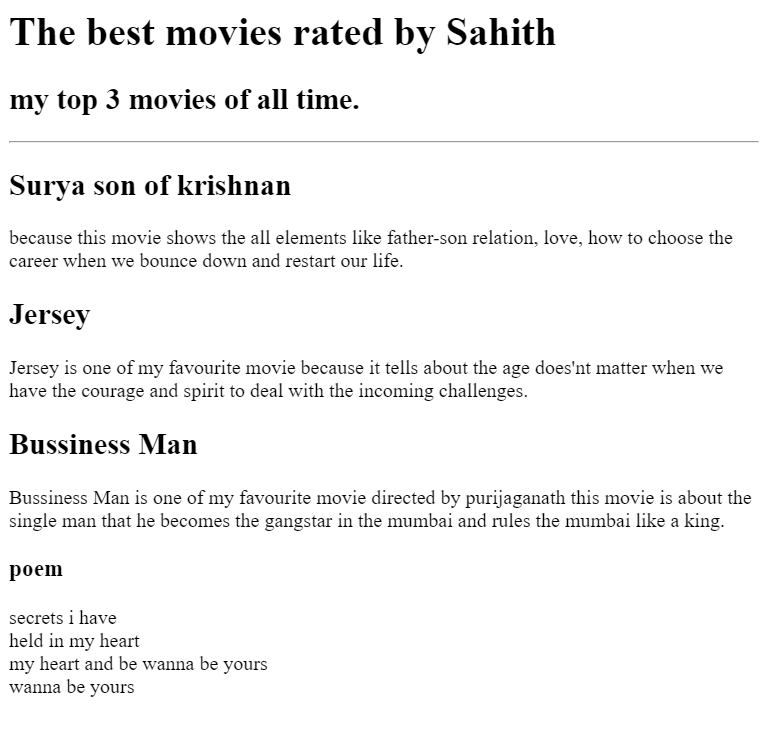 The best movies rated by Sahith
my top 3 movies of all time.
Surya son of krishnan
because this movie shows the all elements like father-son relation, love, how to choose the
career when we bounce down and restart our life.
Jersey
Jersey is one of my favourite movie because it tells about the age does'nt matter when we
have the courage and spirit to deal with the incoming challenges.
Bussiness Man
Bussiness Man is one of my favourite movie directed by purijaganath this movie is about the
single man that he becomes the gangstar in the mumbai and rules the mumbai like a king.
poem
secrets i have
held in my heart
my heart and be wanna be yours
wanna be yours